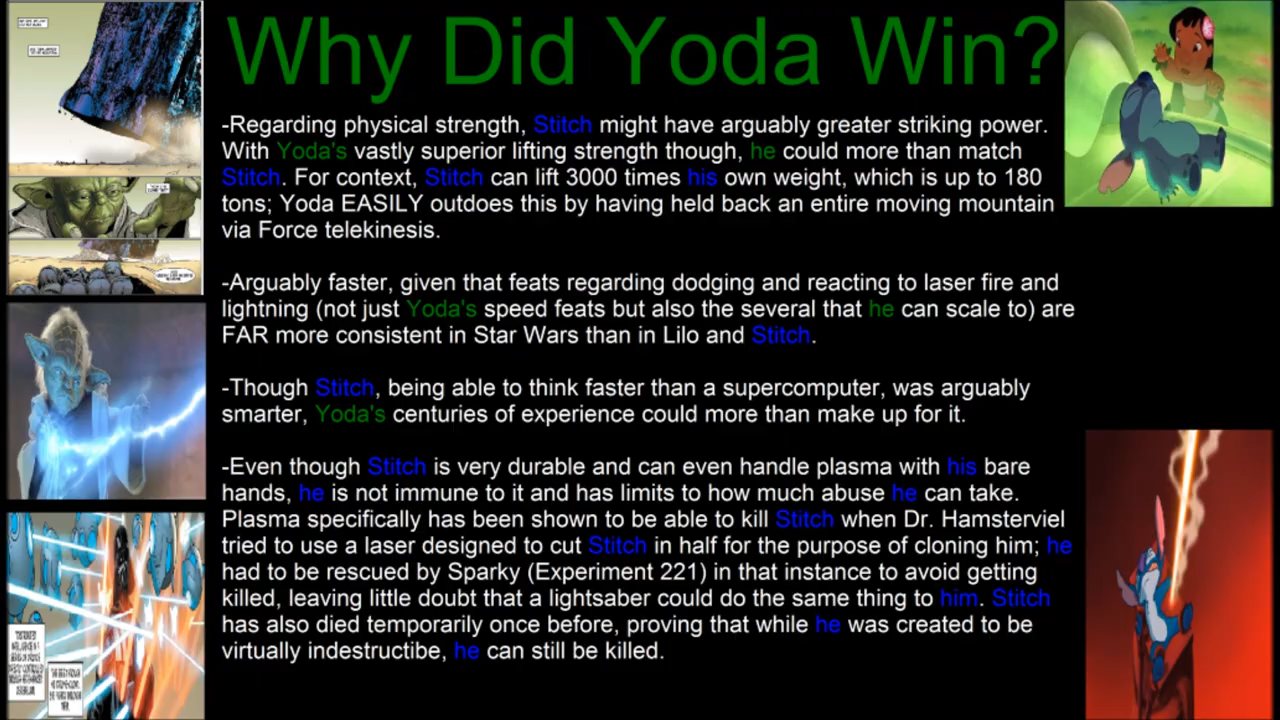 Why Did Yoda Win?
-Regarding physical strength, Stitch might have arguably greater striking power.
With Yoda's vastly superior lifting strength though, he could more than match
Stitch. For context, Stitch can lift 3000 times his own weight, which is up to 180
tons; Yoda EASILY outdoes this by having held back an entire moving mountain
via Force telekinesis.
-Arguably faster, given that feats regarding dodging and reacting to laser fire and
lightning (not just Yoda's speed feats but also the several that he can scale to) are
FAR more consistent in Star Wars than in Lilo and Stitch.
-Though Stitch, being able to think faster than a supercomputer, was arguably
smarter, Yoda's centuries of experience could more than make up for it.
-Even though Stitch is very durable and can even handle plasma with his bare
hands, he is not immune to it and has limits to how much abuse he can take.
Plasma specifically has been shown to be able to kill Stitch when Dr. Hamsterviel
tried to use a laser designed to cut Stitch in half for the purpose of cloning him; he
had to be rescued by Sparky (Experiment 221) in that instance to avoid getting
killed, leaving little doubt that a lightsaber could do the same thing to him. Stitch
has also died temporarily once before, proving that while he was created to be
virtually indestructibe, he can still be killed.